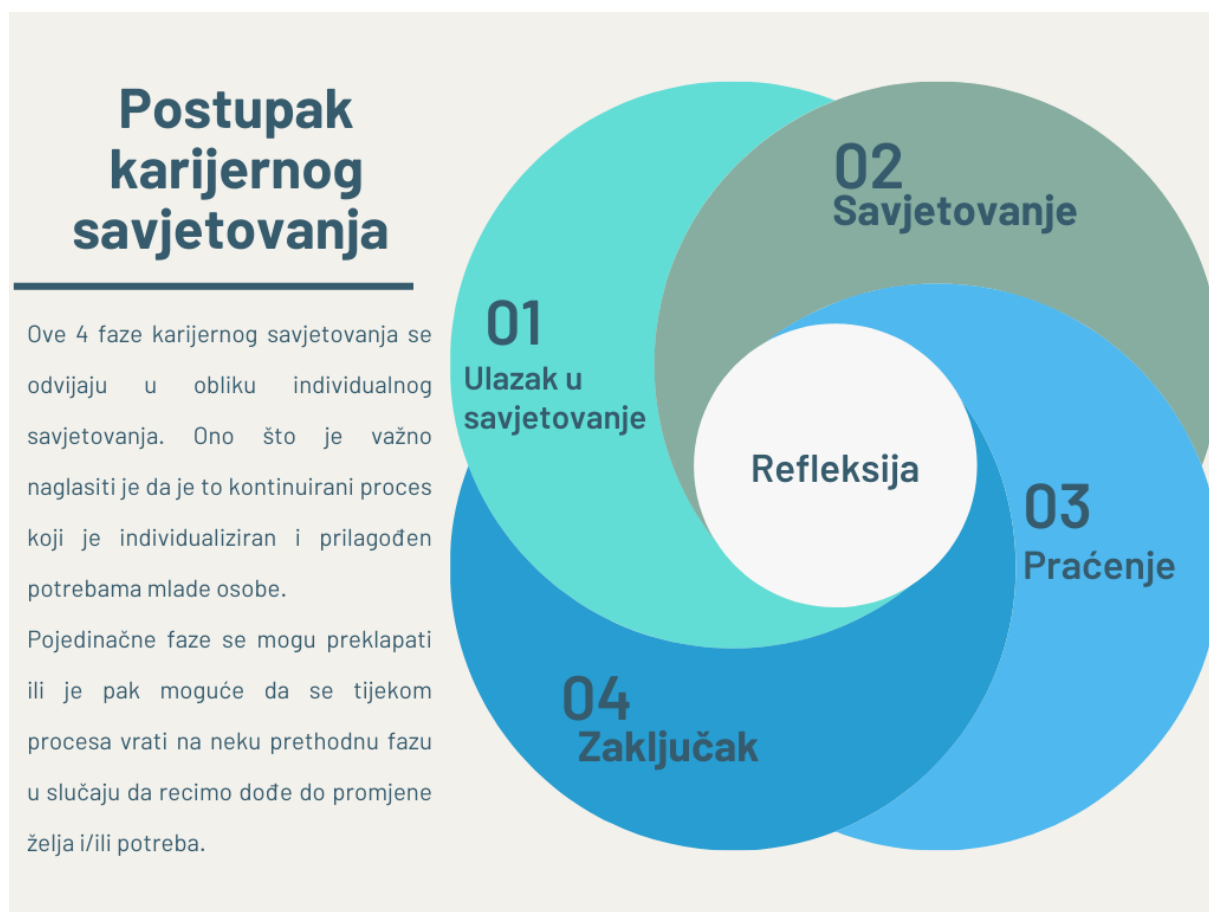 Postupak
karijernog
savjetovanja
Ove 4 faze karijernog savjetovanja se
odvijaju u obliku individualnog
savjetovanja. Ono što je važno
naglasiti je da je to kontinuirani proces
koji je individualiziran i prilagođen
potrebama mlade osobe.
Pojedinačne faze se mogu preklapati
ili je pak moguće da se tijekom
procesa vrati na neku prethodnu fazu
u slučaju da recimo dođe do promjene
želja i/ili potreba.
01
Ulazak u
savjetovanje
02
Savjetovanje
Refleksija
03
Praćenje
04
Zaključak